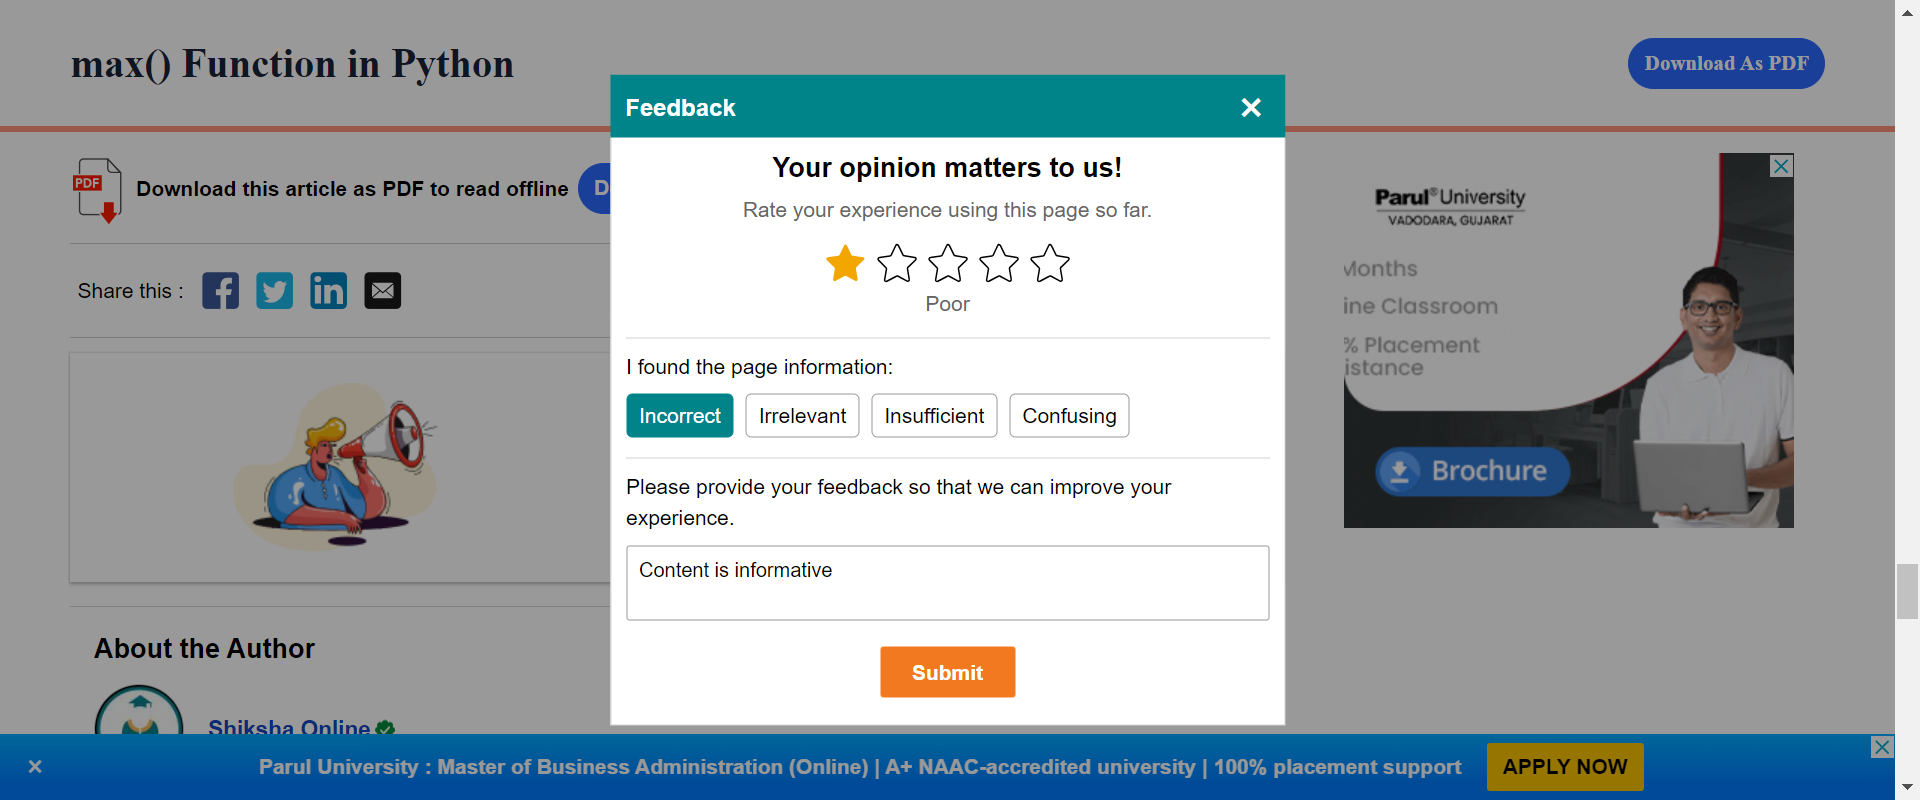 max() Function in Python
Download As PDF
Feedback
Your opinion matters to us!
Rate your experience using this page so far.
Poor
I found the page information:
Incorrect
Irrelevant
Insufficient
Confusing
Please provide your feedback so that we can improve your
experience.
Content is informative
Submit
PDF
Download this article as PDF to read offline
D
Share this :
About the Author
Shiksha Online
Parul® University
VADODARA, GUJARAT
Months
ine Classroom
% Placement
istance
Brochure
Parul University : Master of Business Administration (Online) | A+ NAAC-accredited university | 100% placement support
APPLY NOW